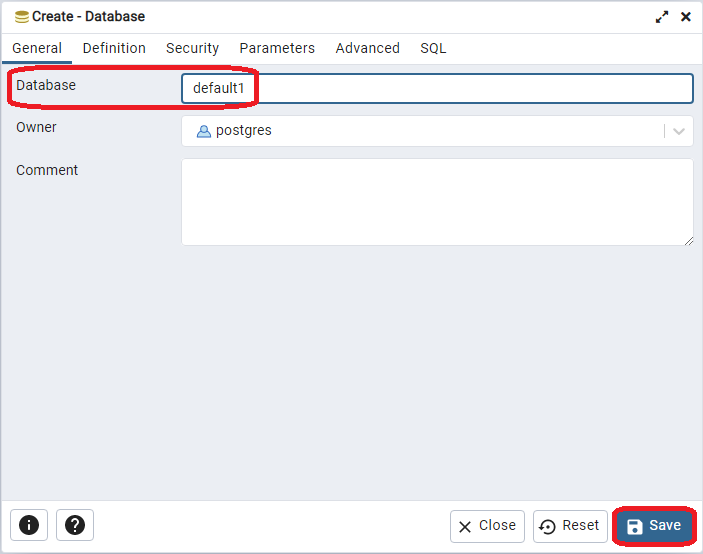 Create - Database
General Definition Security Parameters Advanced SQL
Database default1
Owner postgres
Comment
Close Reset Save